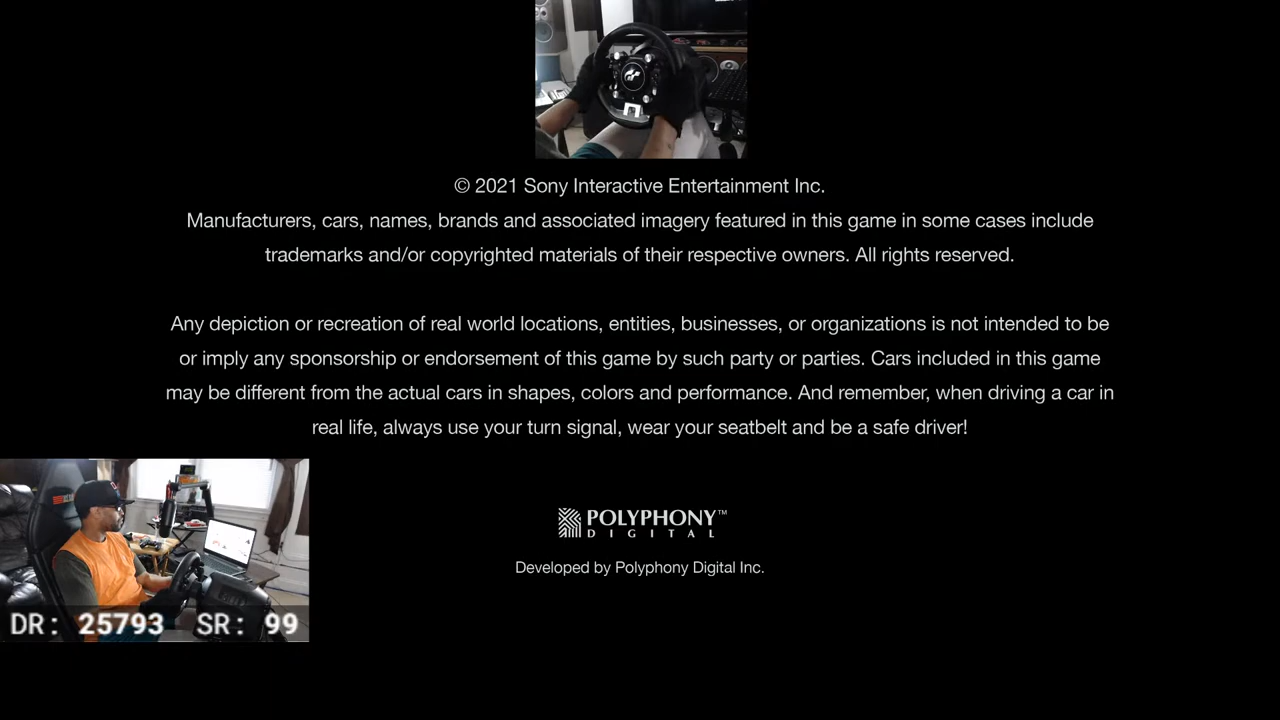 © 2021 Sony Interactive Entertainment Inc.
Manufacturers, cars, names, brands and associated imagery featured in this game in some cases include
trademarks and/or copyrighted materials of their respective owners. All rights reserved.
Any depiction or recreation of real world locations, entities, businesses, or organizations is not intended to be
or imply any sponsorship or endorsement of this game by such party or parties. Cars included in this game
may be different from the actual cars in shapes, colors and performance. And remember, when driving a car in
real life, always use your turn signal, wear your seatbelt and be a safe driver!
POLYPHONY™
DIGITAL
Developed by Polyphony Digital Inc.
DR: 25793 SR: 99